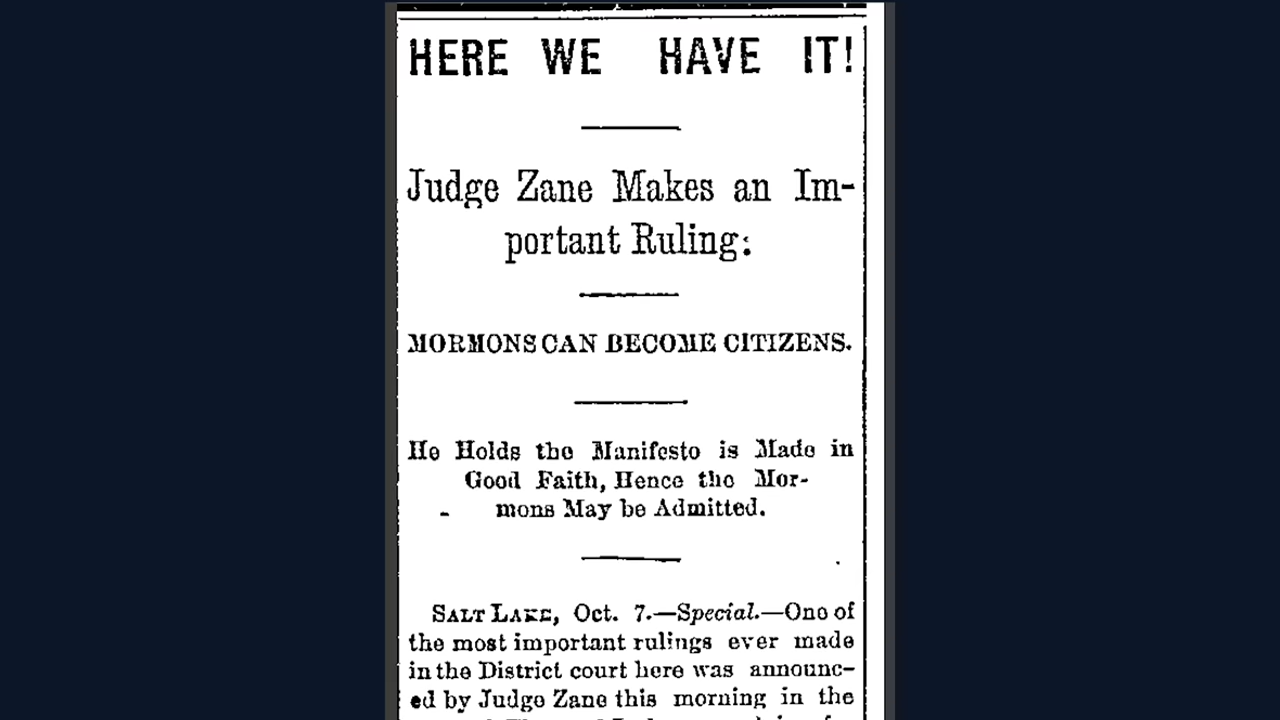 HERE WE HAVE IT!
Judge Zane Makes an Im-
portant Ruling:
MORMONS CAN BECOME CITIZENS.
He Holds the Manifesto is Made in
Good Faith, Hence the Mor-
mons May be Admitted.
SALT LAKE, Oct. 7.—Special.—One of
the most important rulings ever made
in the District court here was announc-
ed by Judge Zane this morning in the